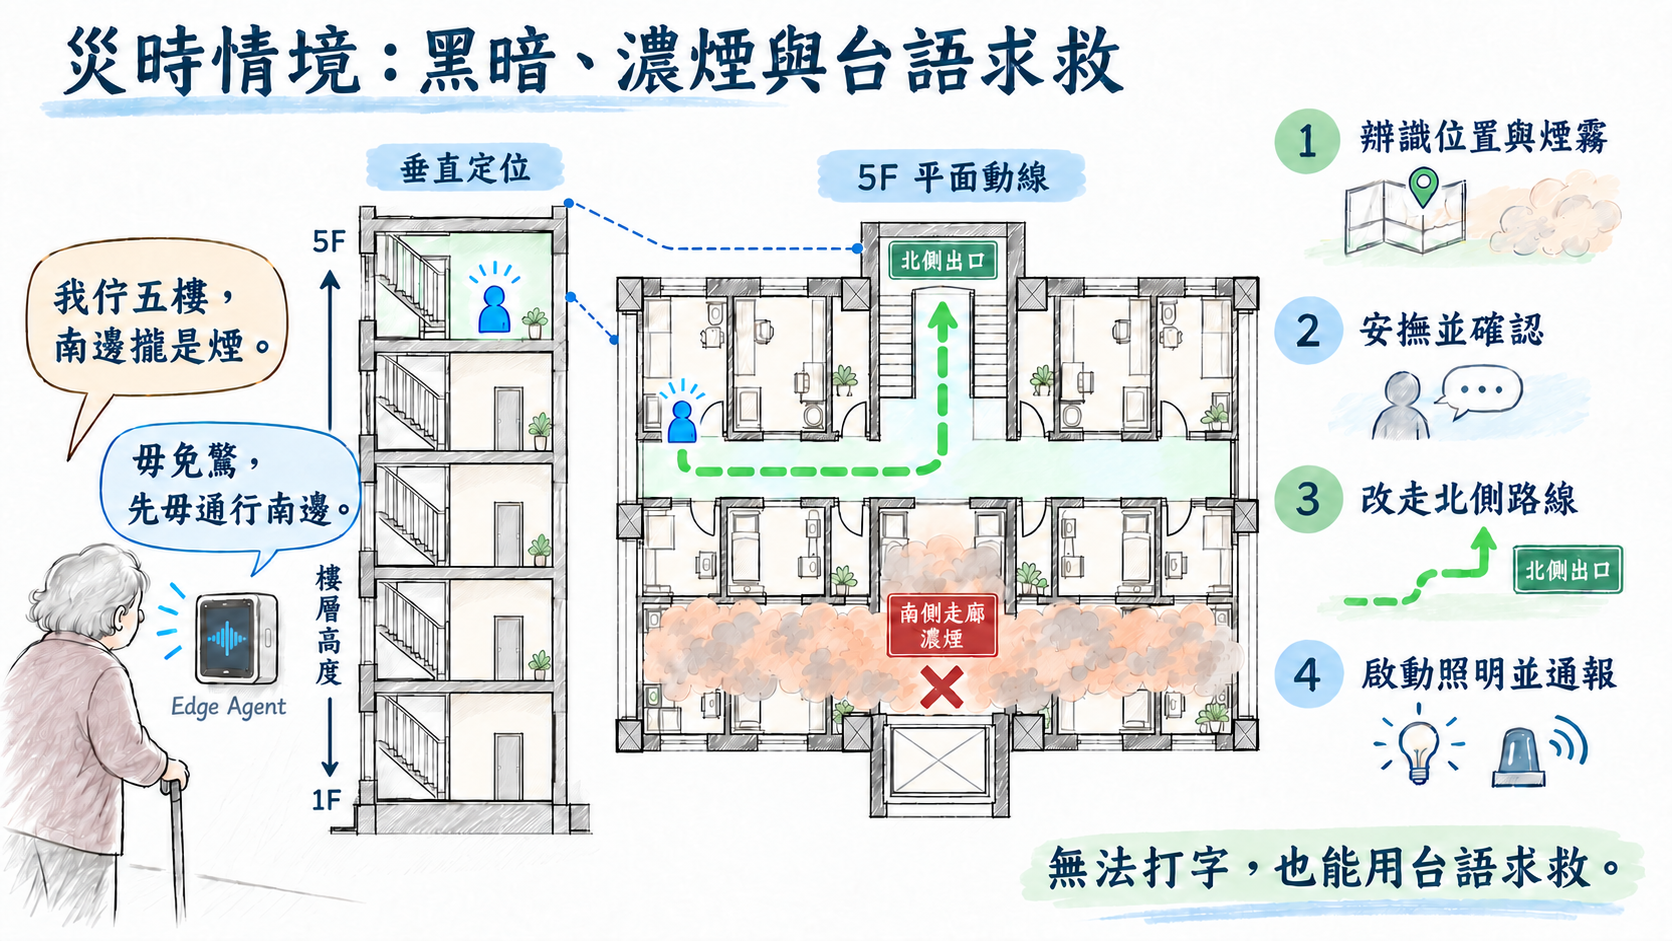 災時情境：黑暗、濃煙與台語求救
垂直定位
5F 平面動線
5F
樓層高度
1F
我佇五樓，
南邊攏是煙。
毋免驚，
先毋通行南邊。
Edge Agent
北側出口
南側走廊
濃煙
1 辨識位置與煙霧
2 安撫並確認
3 改走北側路線
北側出口
4 啟動照明並通報
無法打字，也能用台語求救。